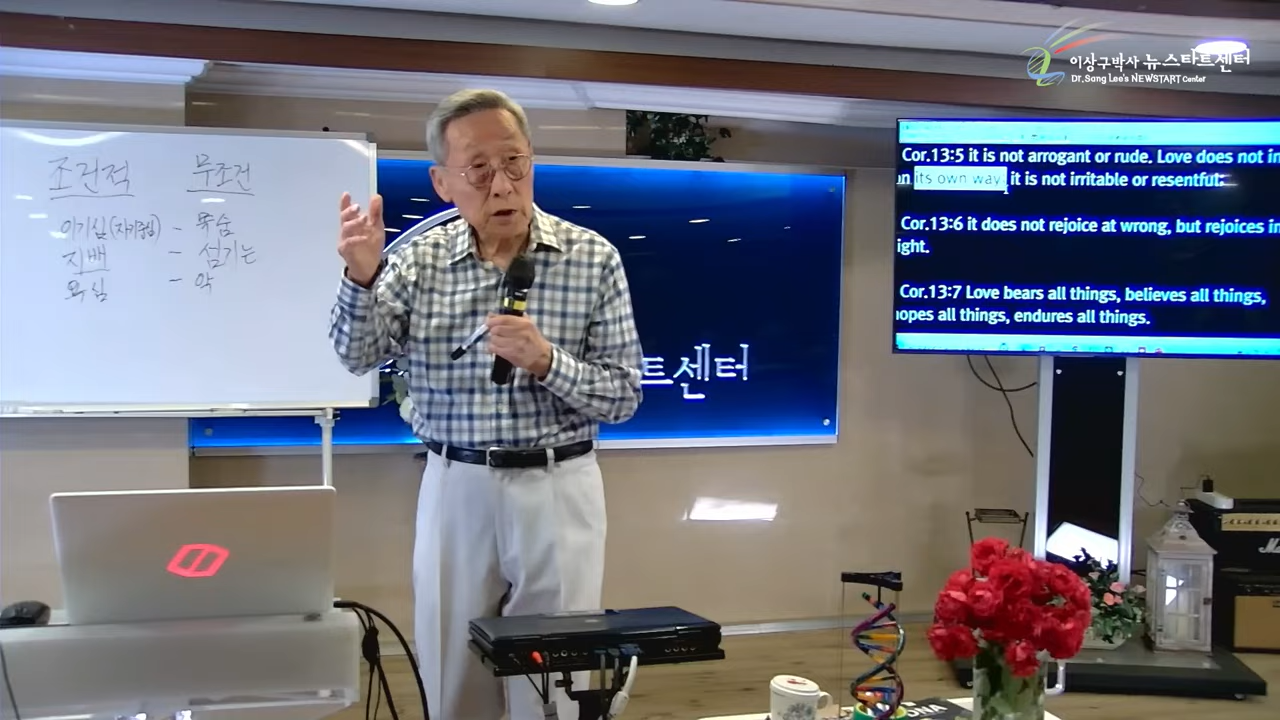 이상구박사 뉴스타트센터
Dr. Sang Lee's NEWSTART Center
조건적 무조건
이기심(자기중심) - 목숨
지배 - 섬기는
욕심 - 악
Cor.13:5 it is not arrogant or rude. Love does not in
on its own way, it is not irritable or resentful:
Cor.13:6 it does not rejoice at wrong, but rejoices in
ight.
Cor.13:7 Love bears all things, believes all things,
hopes all things, endures all things.
트센터
DNA